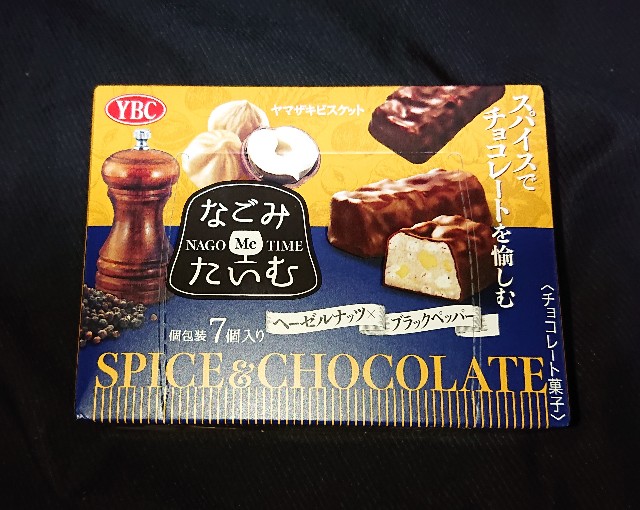 YBC
ヤマザキビスケット
スパイスで
チョコレートを愉しむ
なごみ
NAGO Mc TIME
たいむ
ヘーゼルナッツ×ブラックペッパー
個包装 7個入り
SPICE&CHOCOLATE
〈チョコレート菓子〉